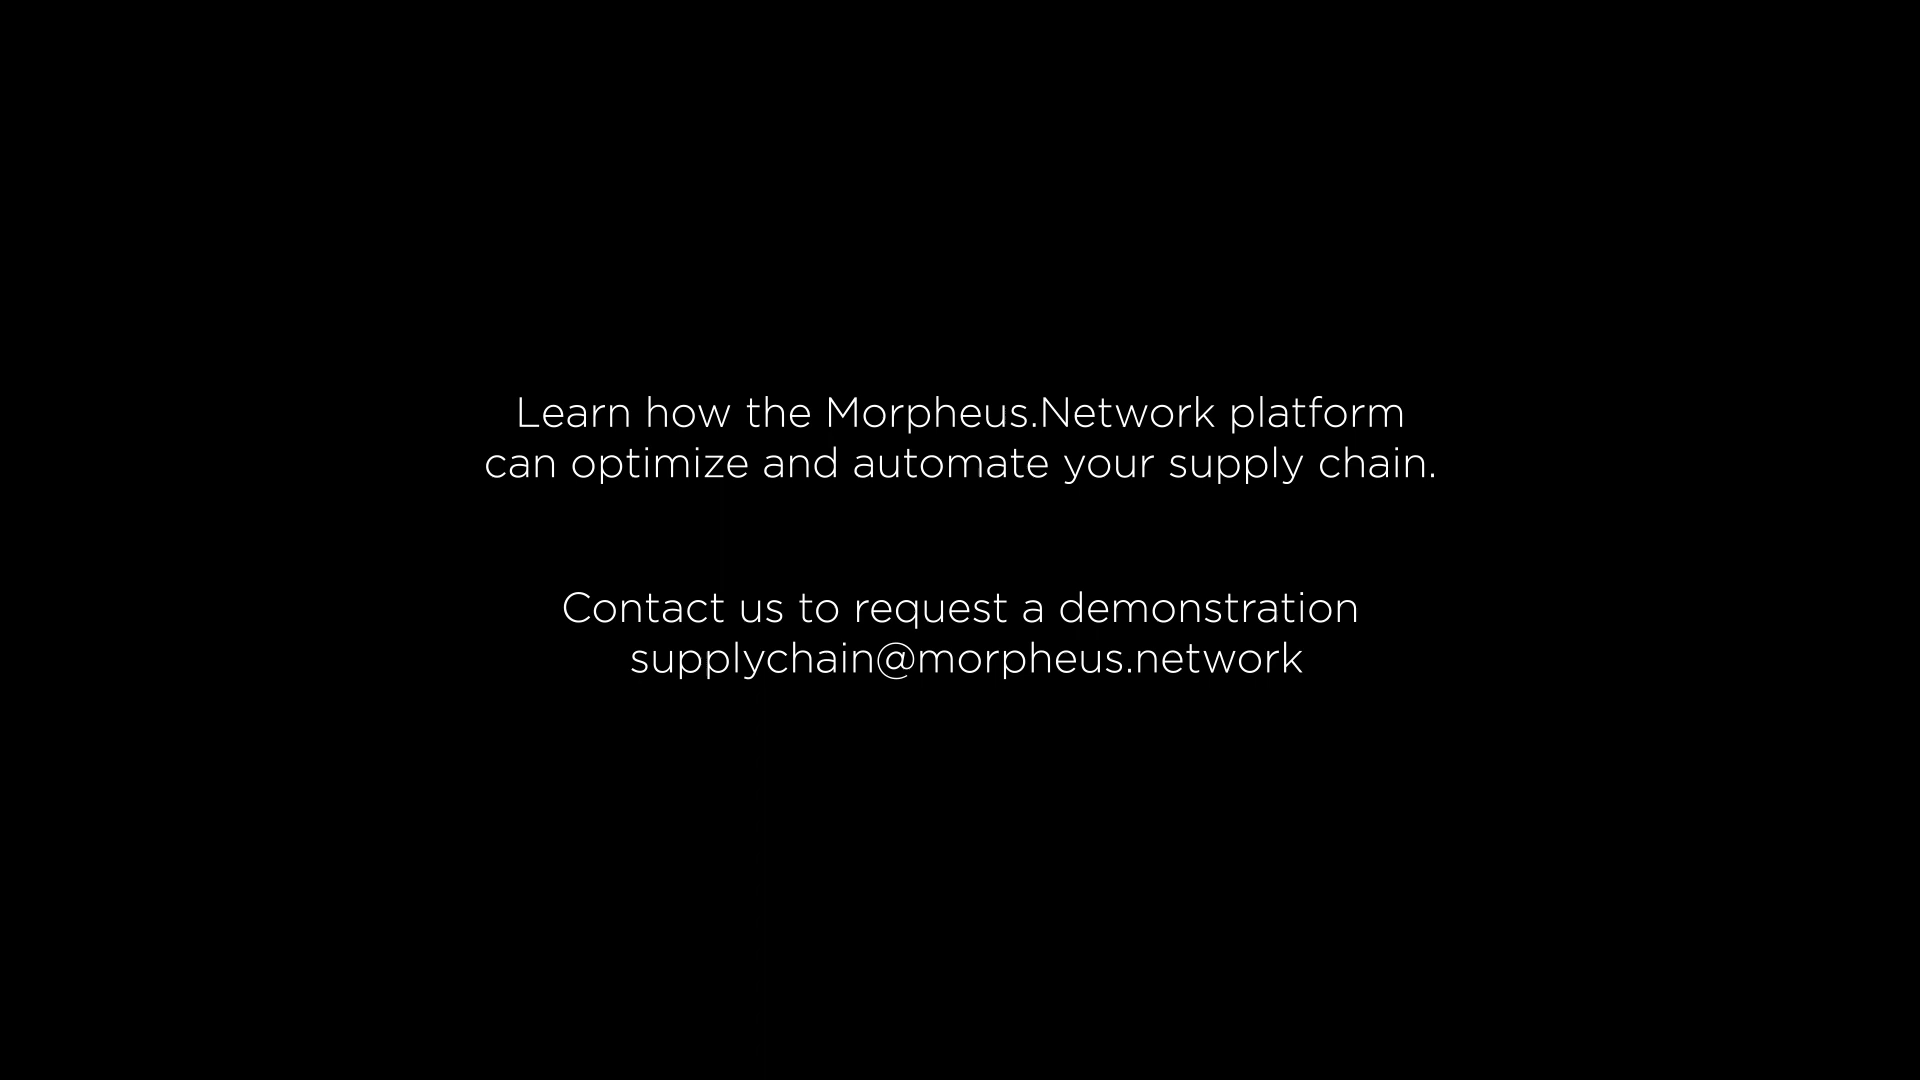 Learn how the Morpheus.Network platform
can optimize and automate your supply chain.
Contact us to request a demonstration
supplychain@morpheus.network